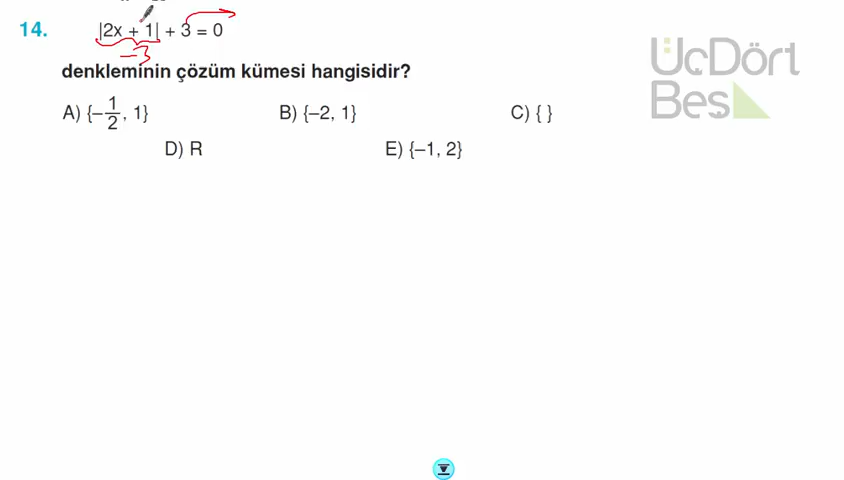 14. |2x + 1| + 3 = 0
–3
denkleminin çözüm kümesi hangisidir?
A) {–1/2, 1} B) {–2, 1} C) { }
D) R E) {–1, 2}
ÜçDört
Beş